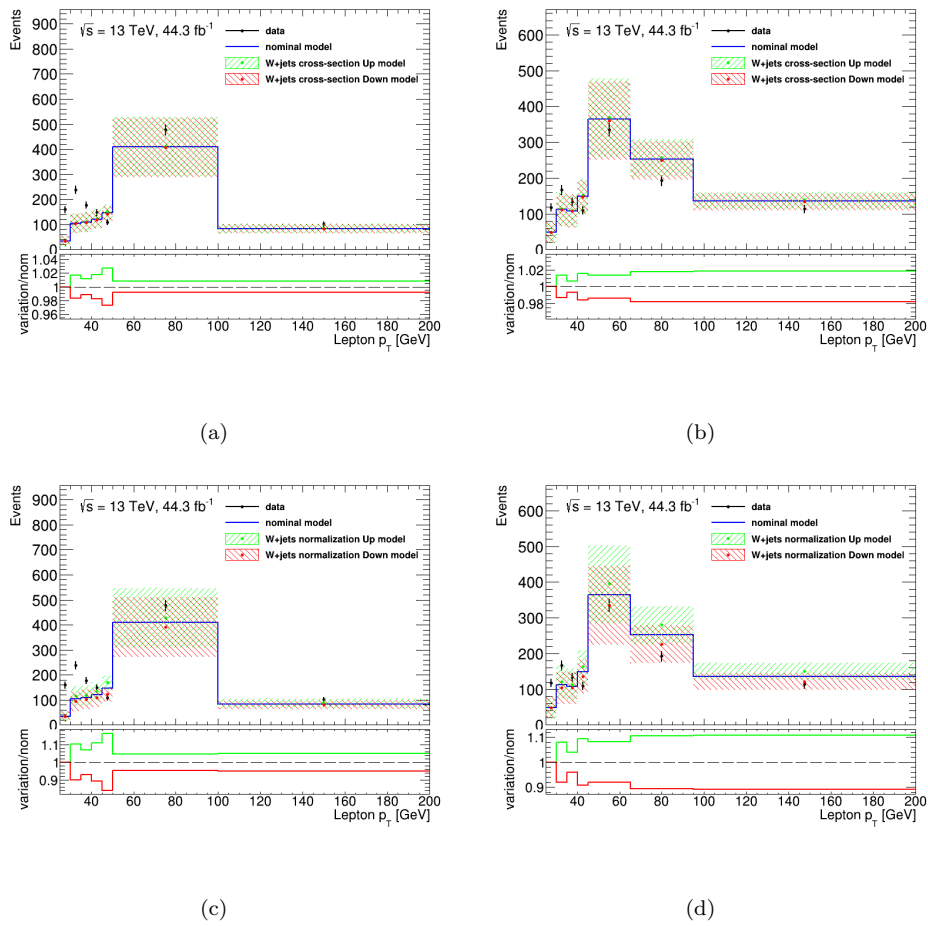 Events
900
800
700
600
500
400
300
200
100
0
√s = 13 TeV, 44.3 fb-1
data
nominal model
W+jets cross-section Up model
W+jets cross-section Down model
variation/nom
1.04
1.02
1
0.98
0.96
40 60 80 100 120 140 160 180 200
Lepton pT [GeV]
(a)
Events
600
500
400
300
200
100
0
√s = 13 TeV, 44.3 fb-1
data
nominal model
W+jets cross-section Up model
W+jets cross-section Down model
variation/nom
1.02
1
0.98
40 60 80 100 120 140 160 180 200
Lepton pT [GeV]
(b)
Events
900
800
700
600
500
400
300
200
100
0
√s = 13 TeV, 44.3 fb-1
data
nominal model
W+jets normalization Up model
W+jets normalization Down model
variation/nom
1.1
1
0.9
40 60 80 100 120 140 160 180 200
Lepton pT [GeV]
(c)
Events
600
500
400
300
200
100
0
√s = 13 TeV, 44.3 fb-1
data
nominal model
W+jets normalization Up model
W+jets normalization Down model
variation/nom
1.1
1
0.9
40 60 80 100 120 140 160 180 200
Lepton pT [GeV]
(d)